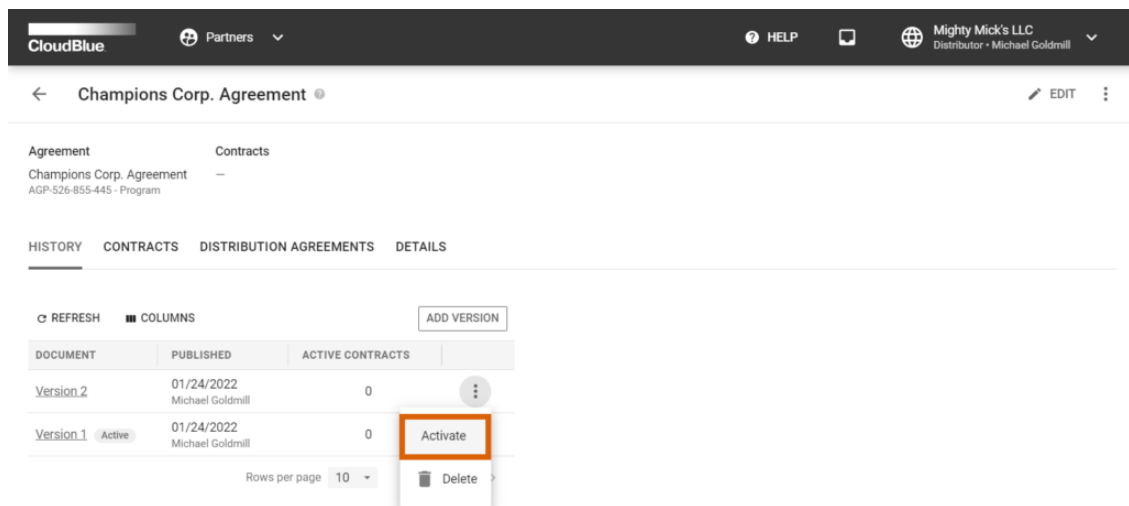 CloudBlue
Partners
HELP
Mighty Mick's LLC
Distributor • Michael Goldmill
Champions Corp. Agreement
EDIT
Agreement
Contracts
Champions Corp. Agreement
—
AGP-526-855-445 - Program
HISTORY CONTRACTS DISTRIBUTION AGREEMENTS DETAILS
REFRESH COLUMNS ADD VERSION
DOCUMENT PUBLISHED ACTIVE CONTRACTS
Version 2 01/24/2022 0
Michael Goldmill
Version 1 Active 01/24/2022 0
Michael Goldmill
Activate
Rows per page 10
Delete